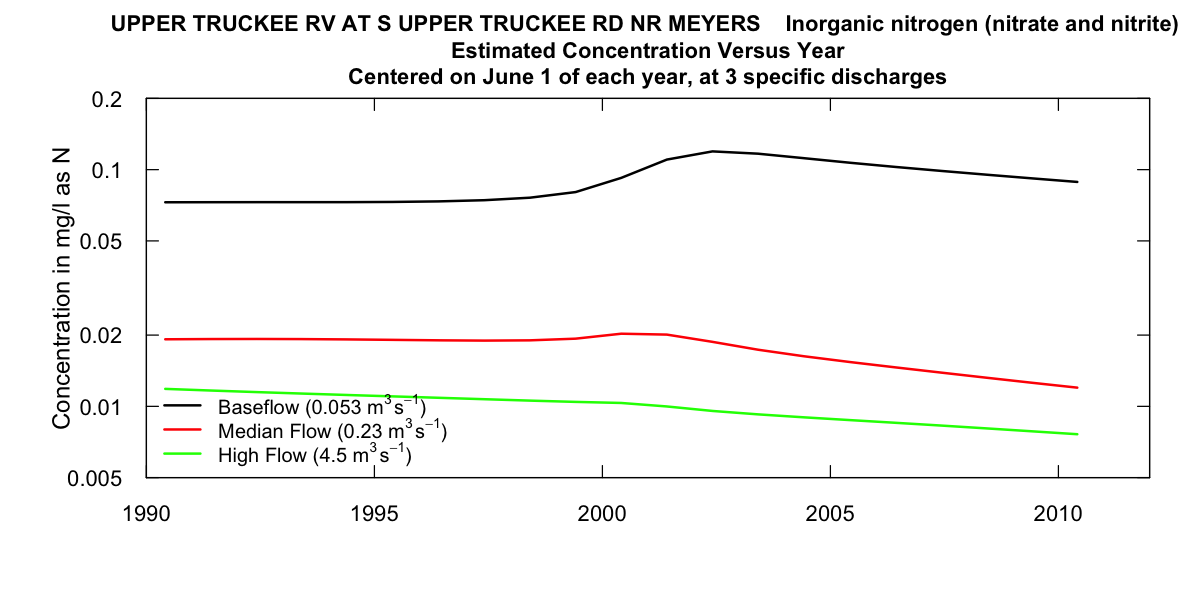 UPPER TRUCKEE RV AT S UPPER TRUCKEE RD NR MEYERS    Inorganic nitrogen (nitrate and nitrite)
Estimated Concentration Versus Year
Centered on June 1 of each year, at 3 specific discharges
Concentration in mg/l as N
0.2
0.1
0.05
0.02
0.01
0.005
Baseflow (0.053 m³s⁻¹)
Median Flow (0.23 m³s⁻¹)
High Flow (4.5 m³s⁻¹)
1990 1995 2000 2005 2010